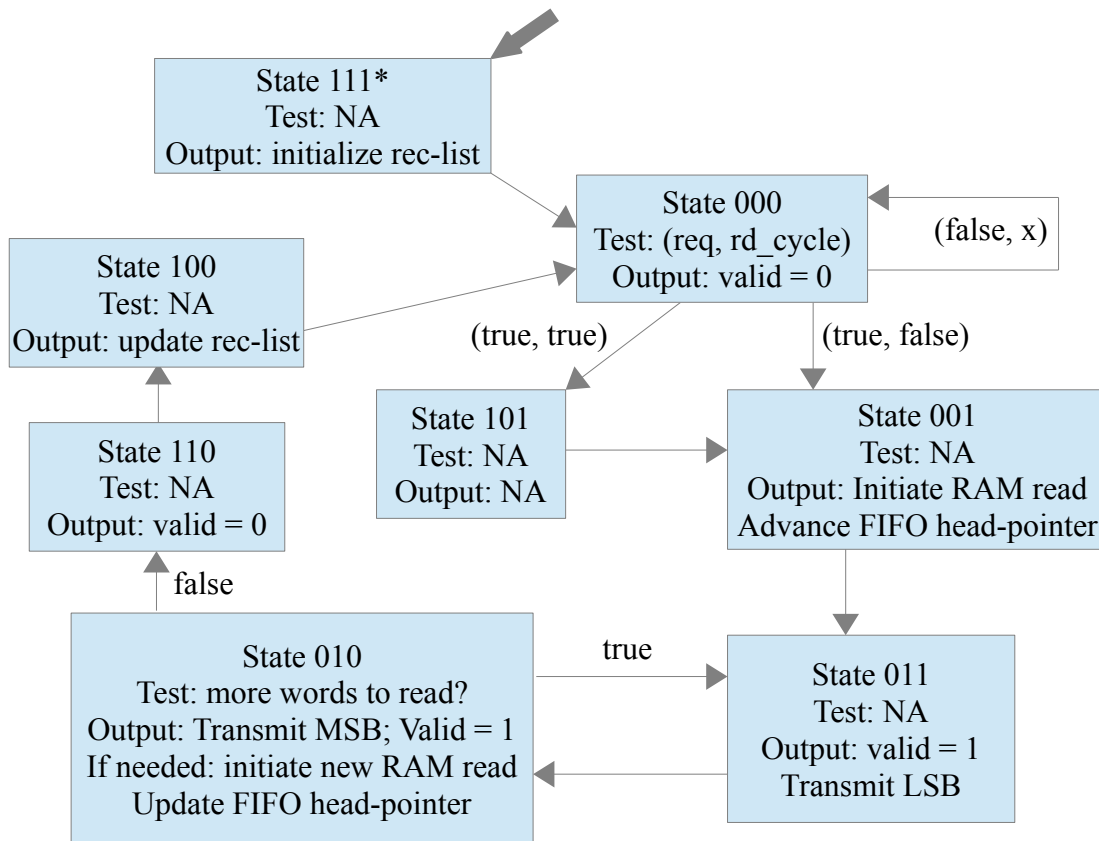 State 111*
Test: NA
Output: initialize rec-list
State 000
Test: (req, rd_cycle)
Output: valid = 0
(false, x)
State 100
Test: NA
Output: update rec-list
(true, true)
(true, false)
State 101
Test: NA
Output: NA
State 001
Test: NA
Output: Initiate RAM read
Advance FIFO head-pointer
State 110
Test: NA
Output: valid = 0
false
State 010
Test: more words to read?
Output: Transmit MSB; Valid = 1
If needed: initiate new RAM read
Update FIFO head-pointer
true
State 011
Test: NA
Output: valid = 1
Transmit LSB